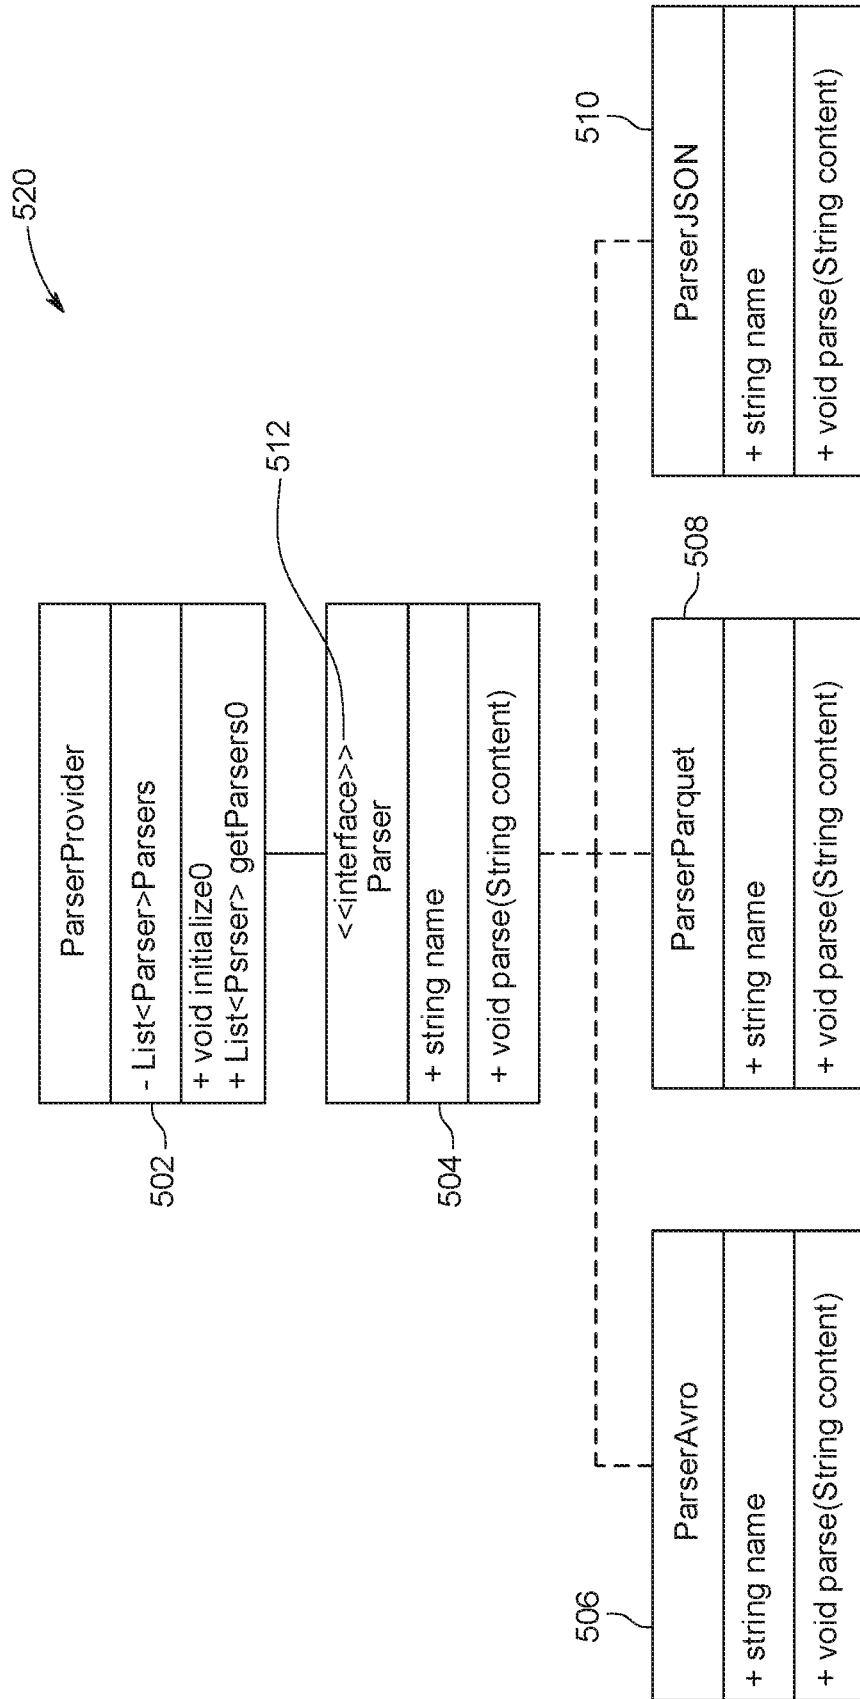 520
ParserProvider
- List<Parser>Parsers
+ void initialize0
+ List<Psrser> getParsers0
502
512
<<interface>>
Parser
+ string name
+ void parse(String content)
504
506
ParserAvro
+ string name
+ void parse(String content)
508
ParserParquet
+ string name
+ void parse(String content)
510
ParserJSON
+ string name
+ void parse(String content)